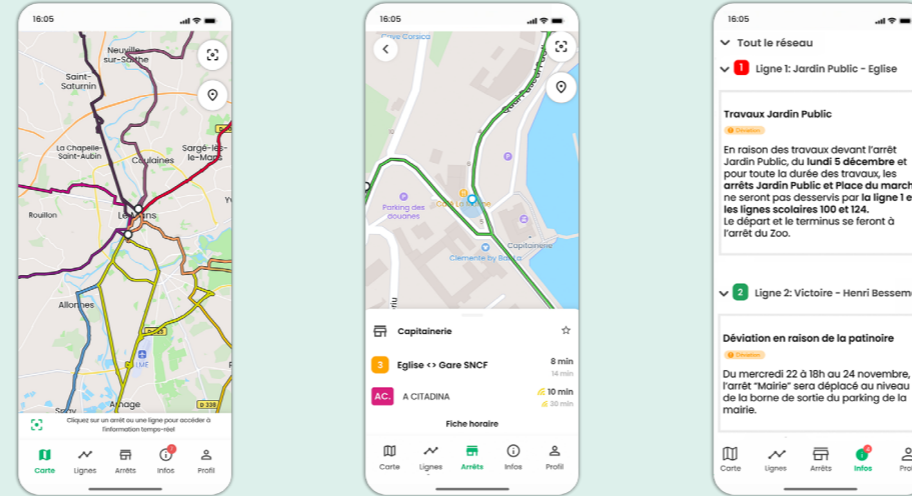 16:05
Neuville-
sur-Sarthe
Saint-
Saturnin
La Chapelle-
Saint-Aubin
Coulaines
Sargé-lès-
le-Mans
Rouillon
Le Mans
Allonnes
Arnage
Spay
D 338
Cliquez sur un arrêt ou une ligne pour accéder à
l'information temps-réel
Carte
Lignes
Arrêts
Infos
Profil
16:05
Quai Pascal Paoli
Parking des
douanes
Capitainerie
Capitainerie
3
Eglise <> Gare SNCF
8 min
14 min
AC.
A CITADINA
10 min
30 min
Fiche horaire
Carte
Lignes
Arrêts
Infos
Profil
16:05
Tout le réseau
1 Ligne 1: Jardin Public - Eglise
Travaux Jardin Public
Déviation
En raison des travaux devant l'arrêt
Jardin Public, du lundi 5 décembre et
pour toute la durée des travaux, les
arrêts Jardin Public et Place du march
ne seront pas desservis par la ligne 1 e
les lignes scolaires 100 et 124.
Le départ et le terminus se feront à
l'arrêt du Zoo.
2 Ligne 2: Victoire - Henri Besseme
Déviation en raison de la patinoire
Déviation
Du mercredi 22 à 18h au 24 novembre,
l'arrêt "Mairie" sera déplacé au niveau
de la borne de sortie du parking de la
mairie.
Carte
Lignes
Arrêts
Infos
Pro